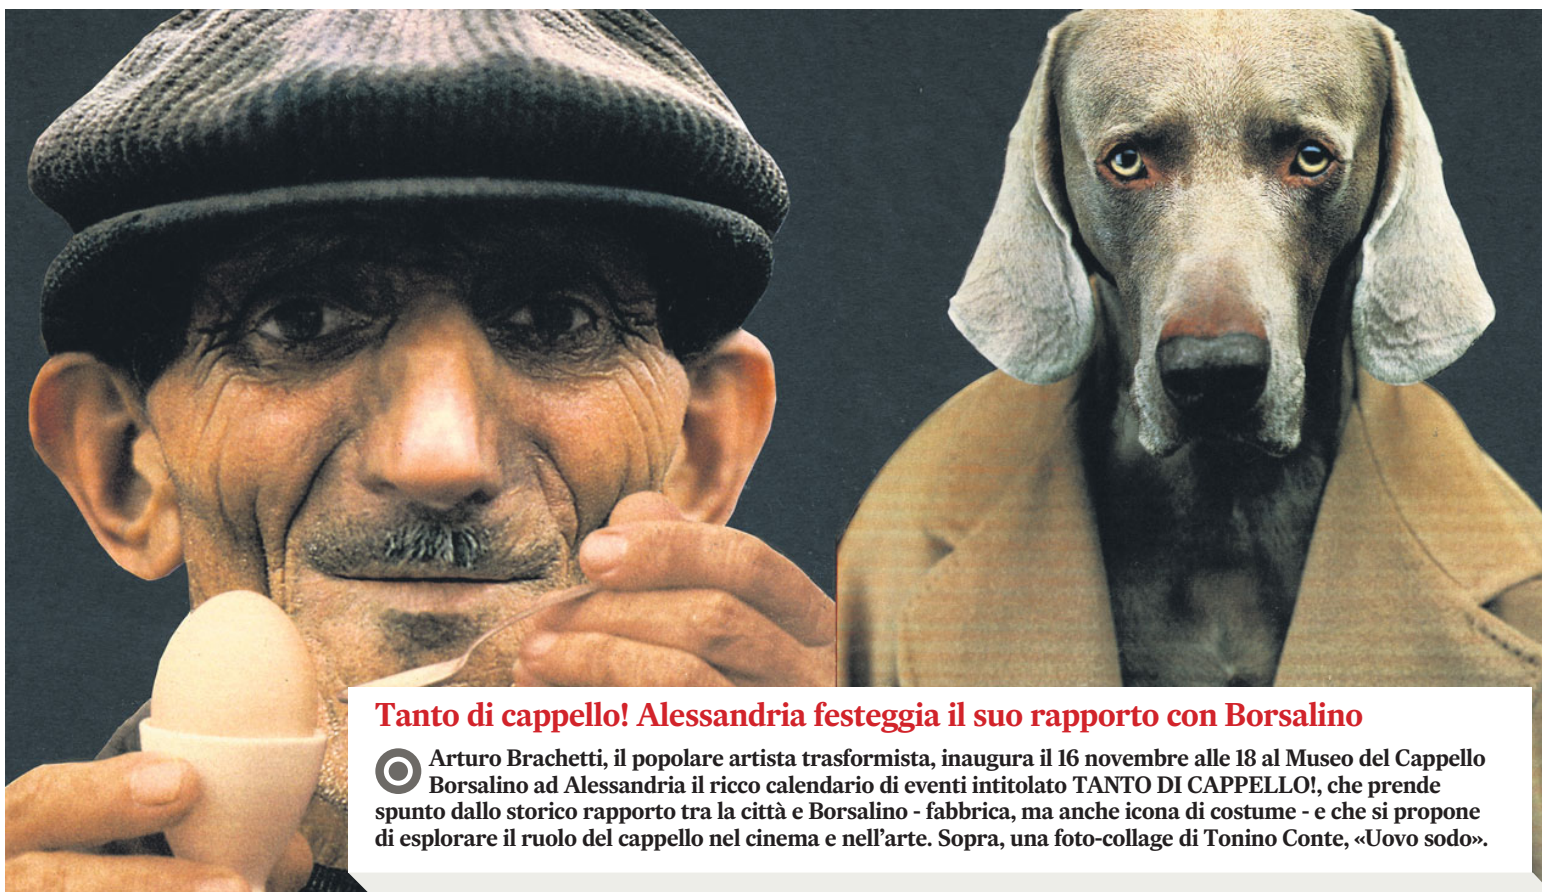 Tanto di cappello! Alessandria festeggia il suo rapporto con Borsalino
Arturo Brachetti, il popolare artista trasformista, inaugura il 16 novembre alle 18 al Museo del Cappello
Borsalino ad Alessandria il ricco calendario di eventi intitolato TANTO DI CAPPELLO!, che prende
spunto dallo storico rapporto tra la città e Borsalino - fabbrica, ma anche icona di costume - e che si propone
di esplorare il ruolo del cappello nel cinema e nell'arte. Sopra, una foto-collage di Tonino Conte, «Uovo sodo».